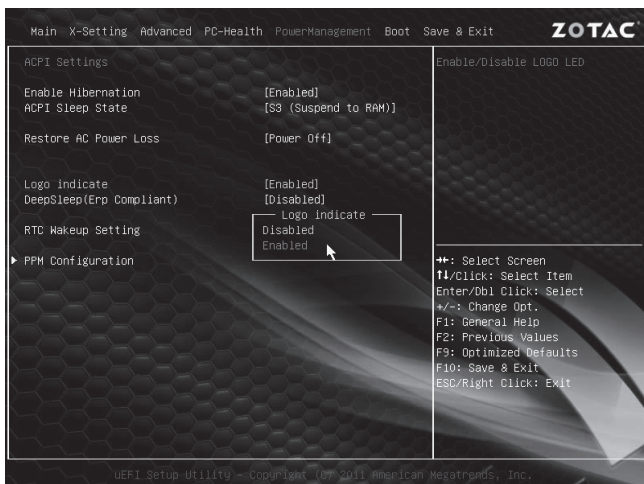 Main X-Setting Advanced PC-Health PowerManagement Boot Save & Exit
ZOTAC
ACPI Settings
Enable Hibernation [Enabled]
ACPI Sleep State [S3 (Suspend to RAM)]
Restore AC Power Loss [Power Off]
Logo indicate [Enabled]
DeepSleep(Erp Compliant) [Disabled]
RTC Wakeup Setting
PPM Configuration
Logo indicate
Disabled
Enabled
Enable/Disable LOGO LED
→←: Select Screen
↑↓/Click: Select Item
Enter/Dbl Click: Select
+/-: Change Opt.
F1: General Help
F2: Previous Values
F9: Optimized Defaults
F10: Save & Exit
ESC/Right Click: Exit
uEFI Setup Utility - Copyright (C) 2011 American Megatrends, Inc.